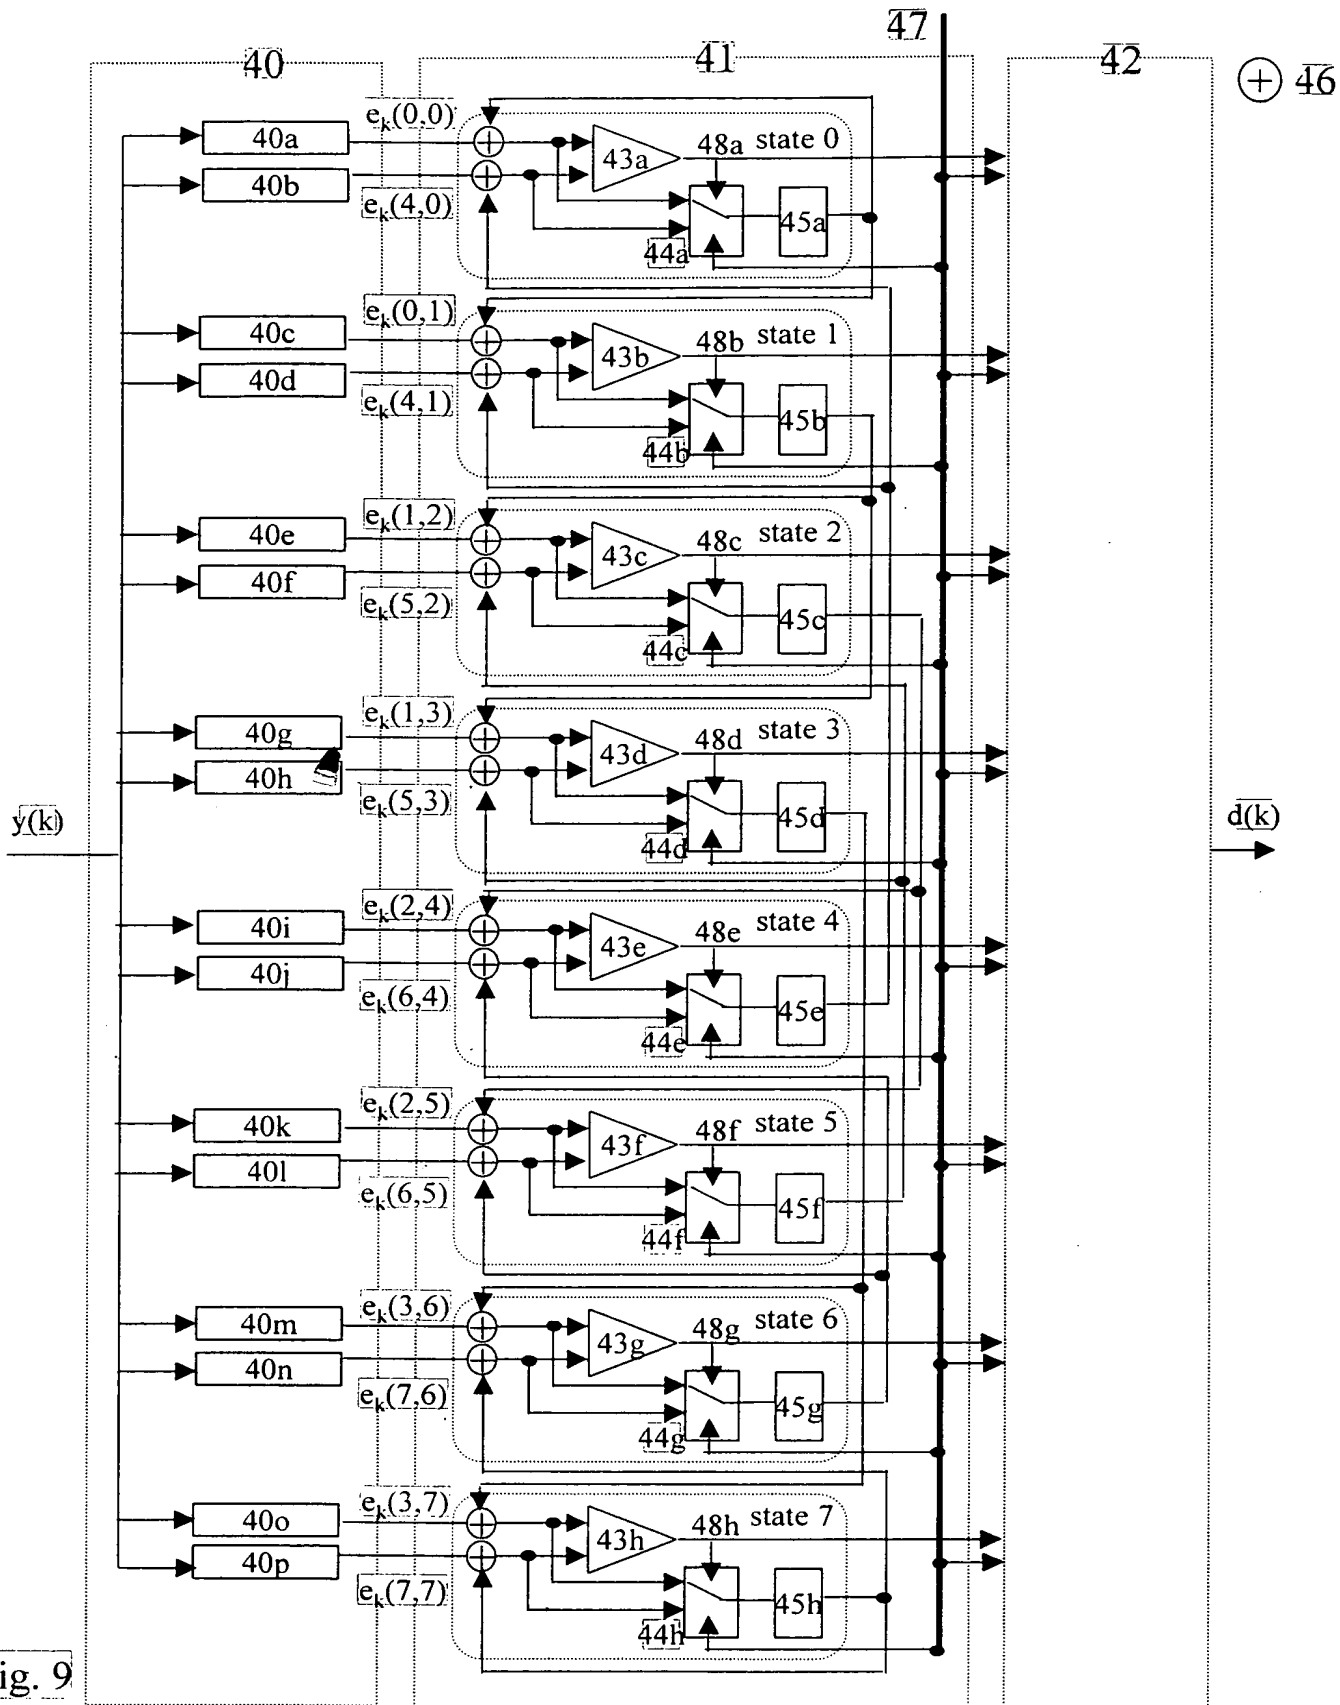 47
40
41
42
+ 46
e_k(0,0)
40a
43a
48a
state 0
40b
e_k(4,0)
44a
45a
e_k(0,1)
40c
43b
48b
state 1
40d
e_k(4,1)
44b
45b
e_k(1,2)
40e
43c
48c
state 2
40f
e_k(5,2)
44c
45c
e_k(1,3)
40g
43d
48d
state 3
40h
e_k(5,3)
44d
45d
y(k)
d(k)
e_k(2,4)
40i
43e
48e
state 4
40j
e_k(6,4)
44e
45e
e_k(2,5)
40k
43f
48f
state 5
40l
e_k(6,5)
44f
45f
e_k(3,6)
40m
43g
48g
state 6
40n
e_k(7,6)
44g
45g
e_k(3,7)
40o
43h
48h
state 7
40p
e_k(7,7)
44h
45h
ig. 9